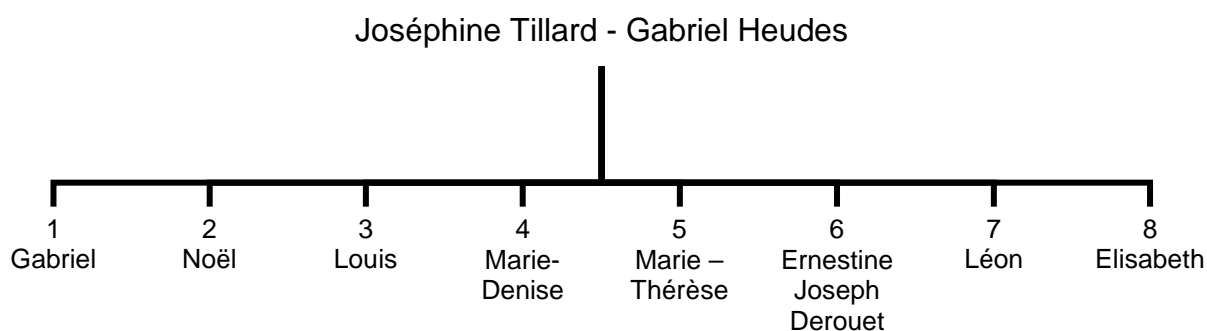 Joséphine Tillard - Gabriel Heudes
1
Gabriel
2
Noël
3
Louis
4
Marie-
Denise
5
Marie –
Thérèse
6
Ernestine
Joseph
Derouet
7
Léon
8
Elisabeth